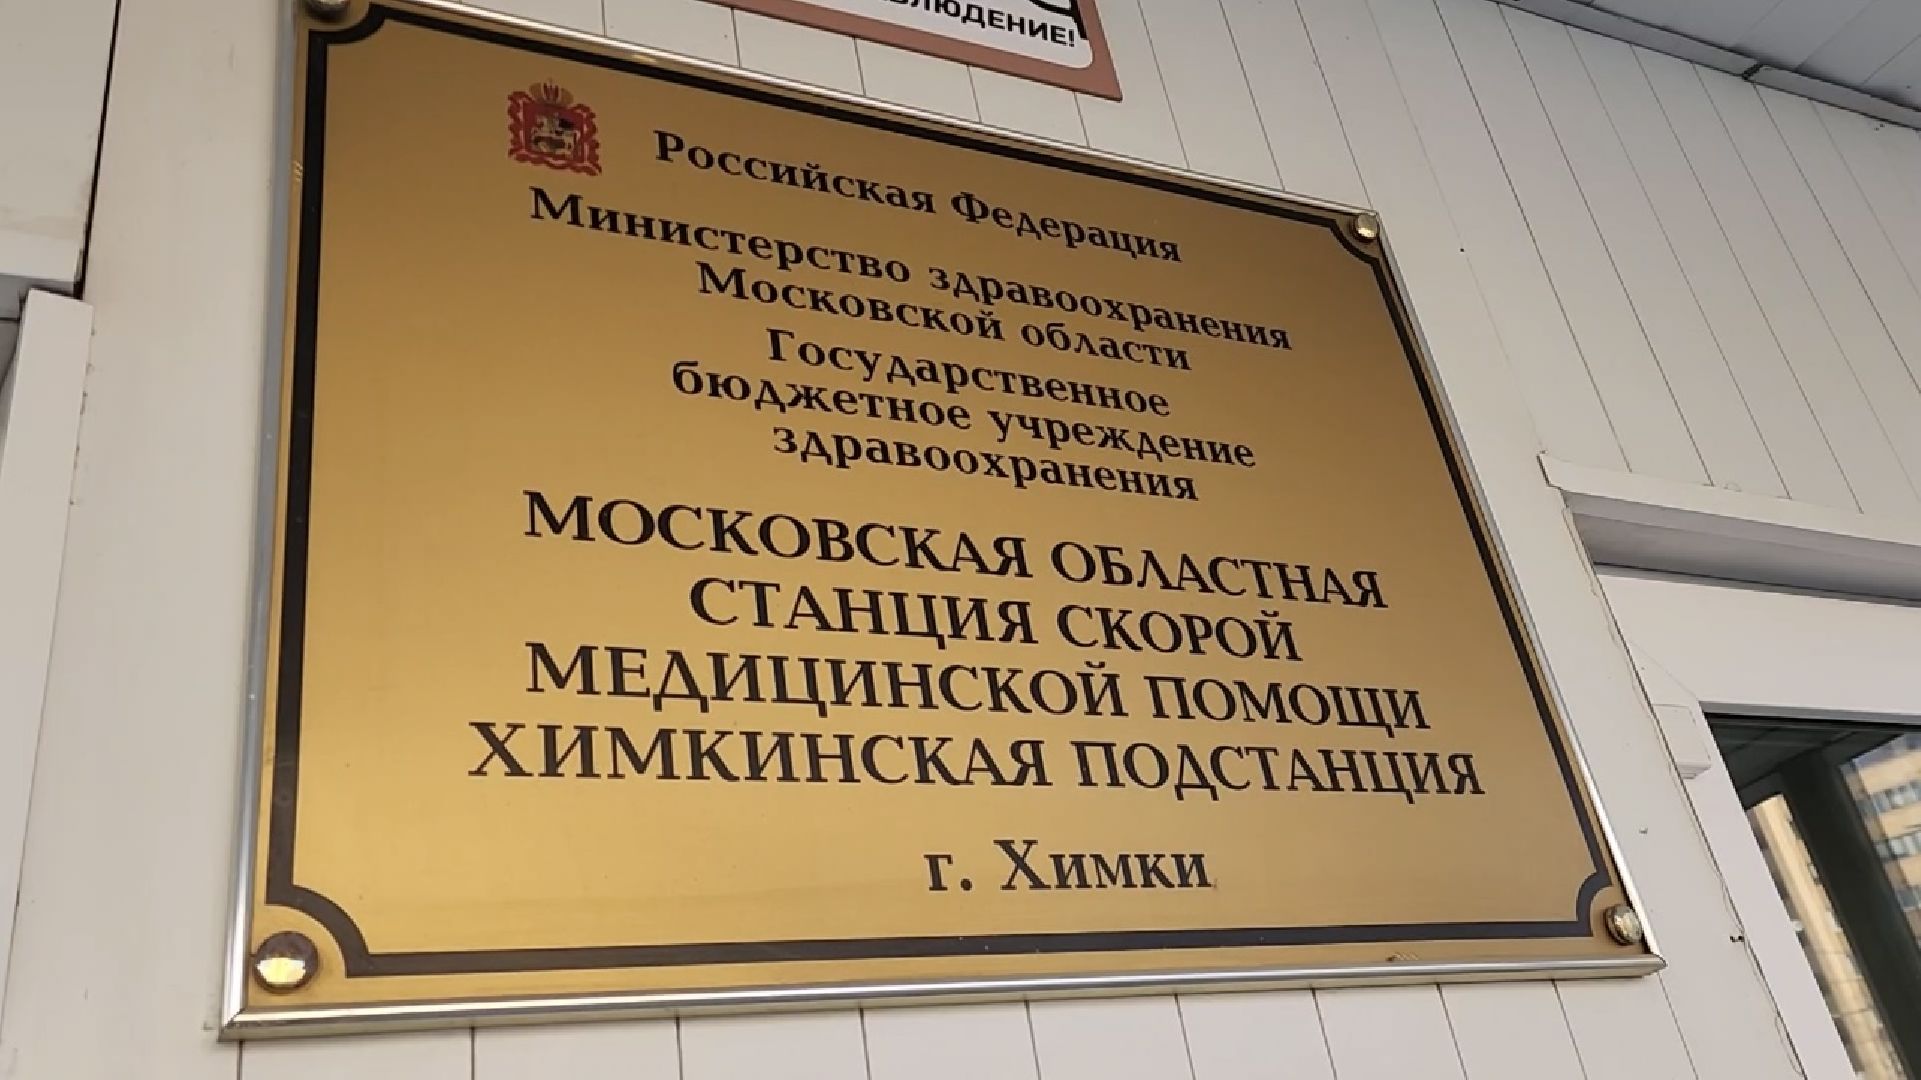 БЛЮДЕНИЕ!
Российская Федерация
Министерство здравоохранения
Московской области
Государственное
бюджетное учреждение
здравоохранения
МОСКОВСКАЯ ОБЛАСТНАЯ
СТАНЦИЯ СКОРОЙ
МЕДИЦИНСКОЙ ПОМОЩИ
ХИМКИНСКАЯ ПОДСТАНЦИЯ
г. Химки